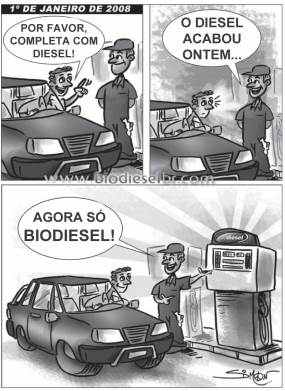 1º DE JANEIRO DE 2008
POR FAVOR,
COMPLETA COM
DIESEL!
O DIESEL
ACABOU
ONTEM...
www.biodieselbr.com
AGORA SÓ
BIODIESEL!
diesel